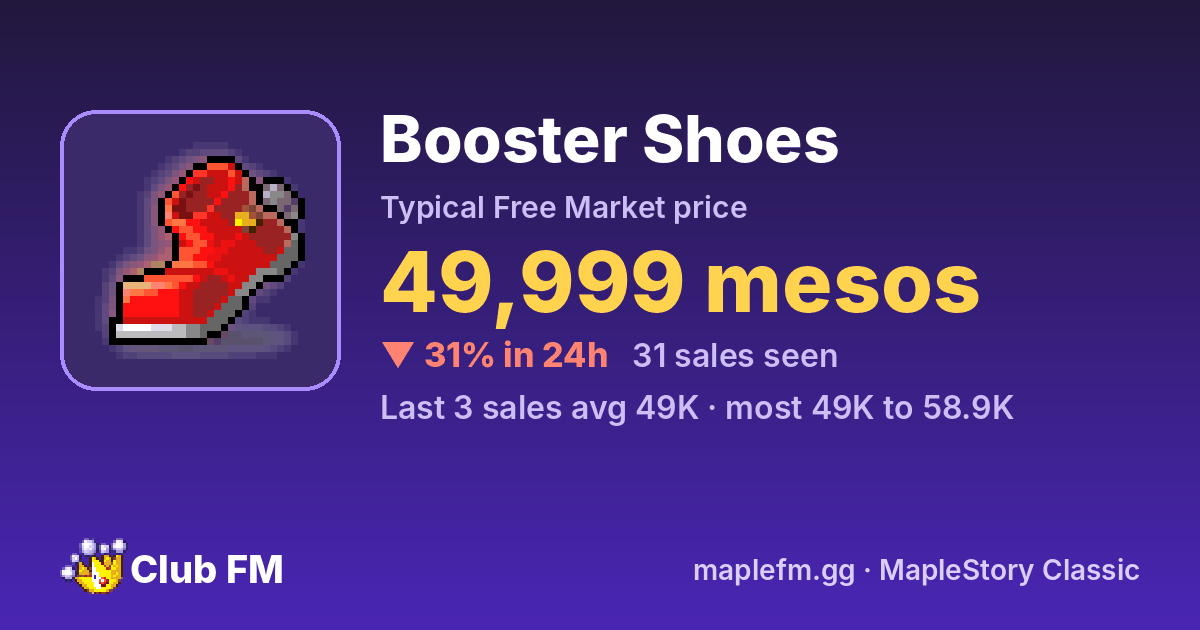 Booster Shoes
Typical Free Market price
49,999 mesos
▼ 31% in 24h 31 sales seen
Last 3 sales avg 49K · most 49K to 58.9K
Club FM
maplefm.gg · MapleStory Classic